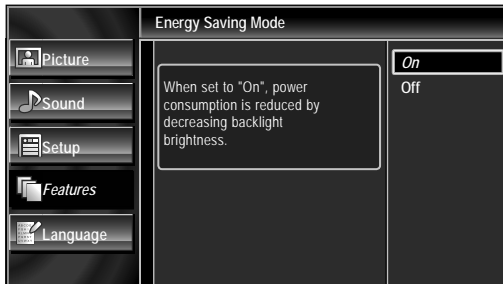 Energy Saving Mode
Picture
Sound
Setup
Features
Language
When set to "On", power
consumption is reduced by
decreasing backlight
brightness.
On
Off